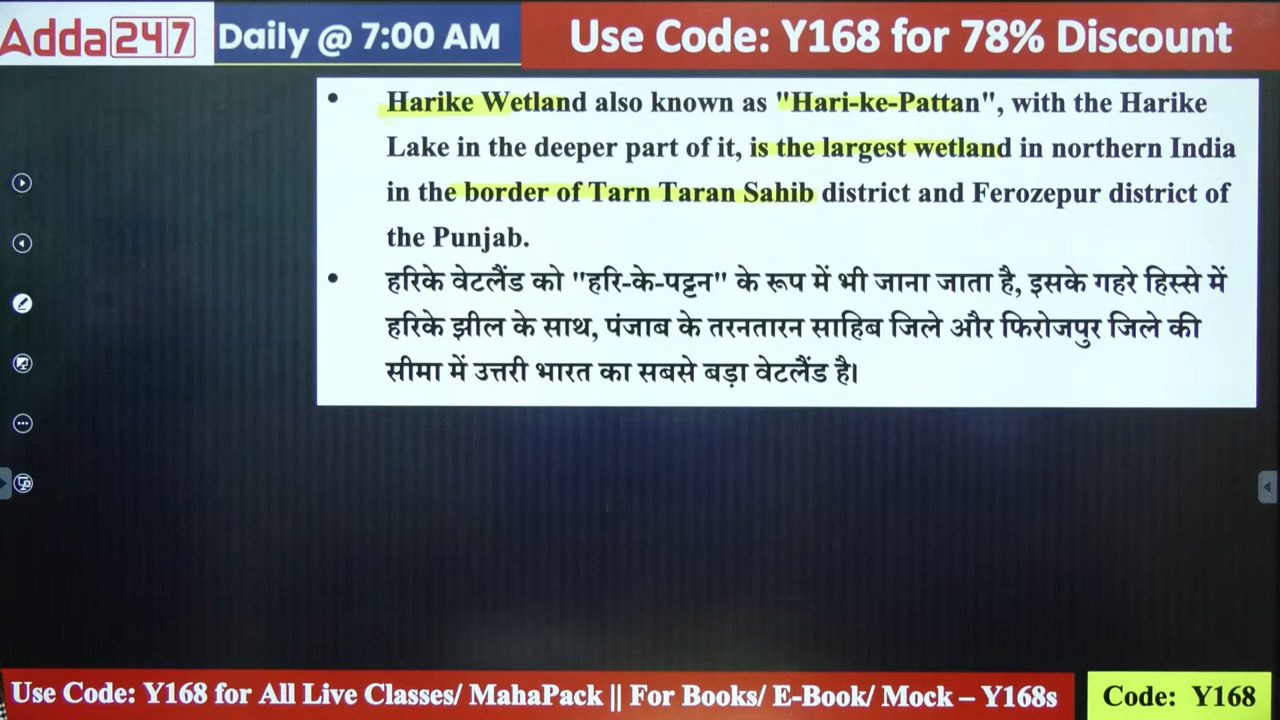 Adda247
Daily @ 7:00 AM
Use Code: Y168 for 78% Discount
• Harike Wetland also known as "Hari-ke-Pattan", with the Harike
Lake in the deeper part of it, is the largest wetland in northern India
in the border of Tarn Taran Sahib district and Ferozepur district of
the Punjab.
• हरिके वेटलैंड को "हरि-के-पट्टन" के रूप में भी जाना जाता है, इसके गहरे हिस्से में
हरिके झील के साथ, पंजाब के तरनतारन साहिब जिले और फिरोजपुर जिले की
सीमा में उत्तरी भारत का सबसे बड़ा वेटलैंड है।
Use Code: Y168 for All Live Classes/ MahaPack || For Books/ E-Book/ Mock – Y168s
Code: Y168